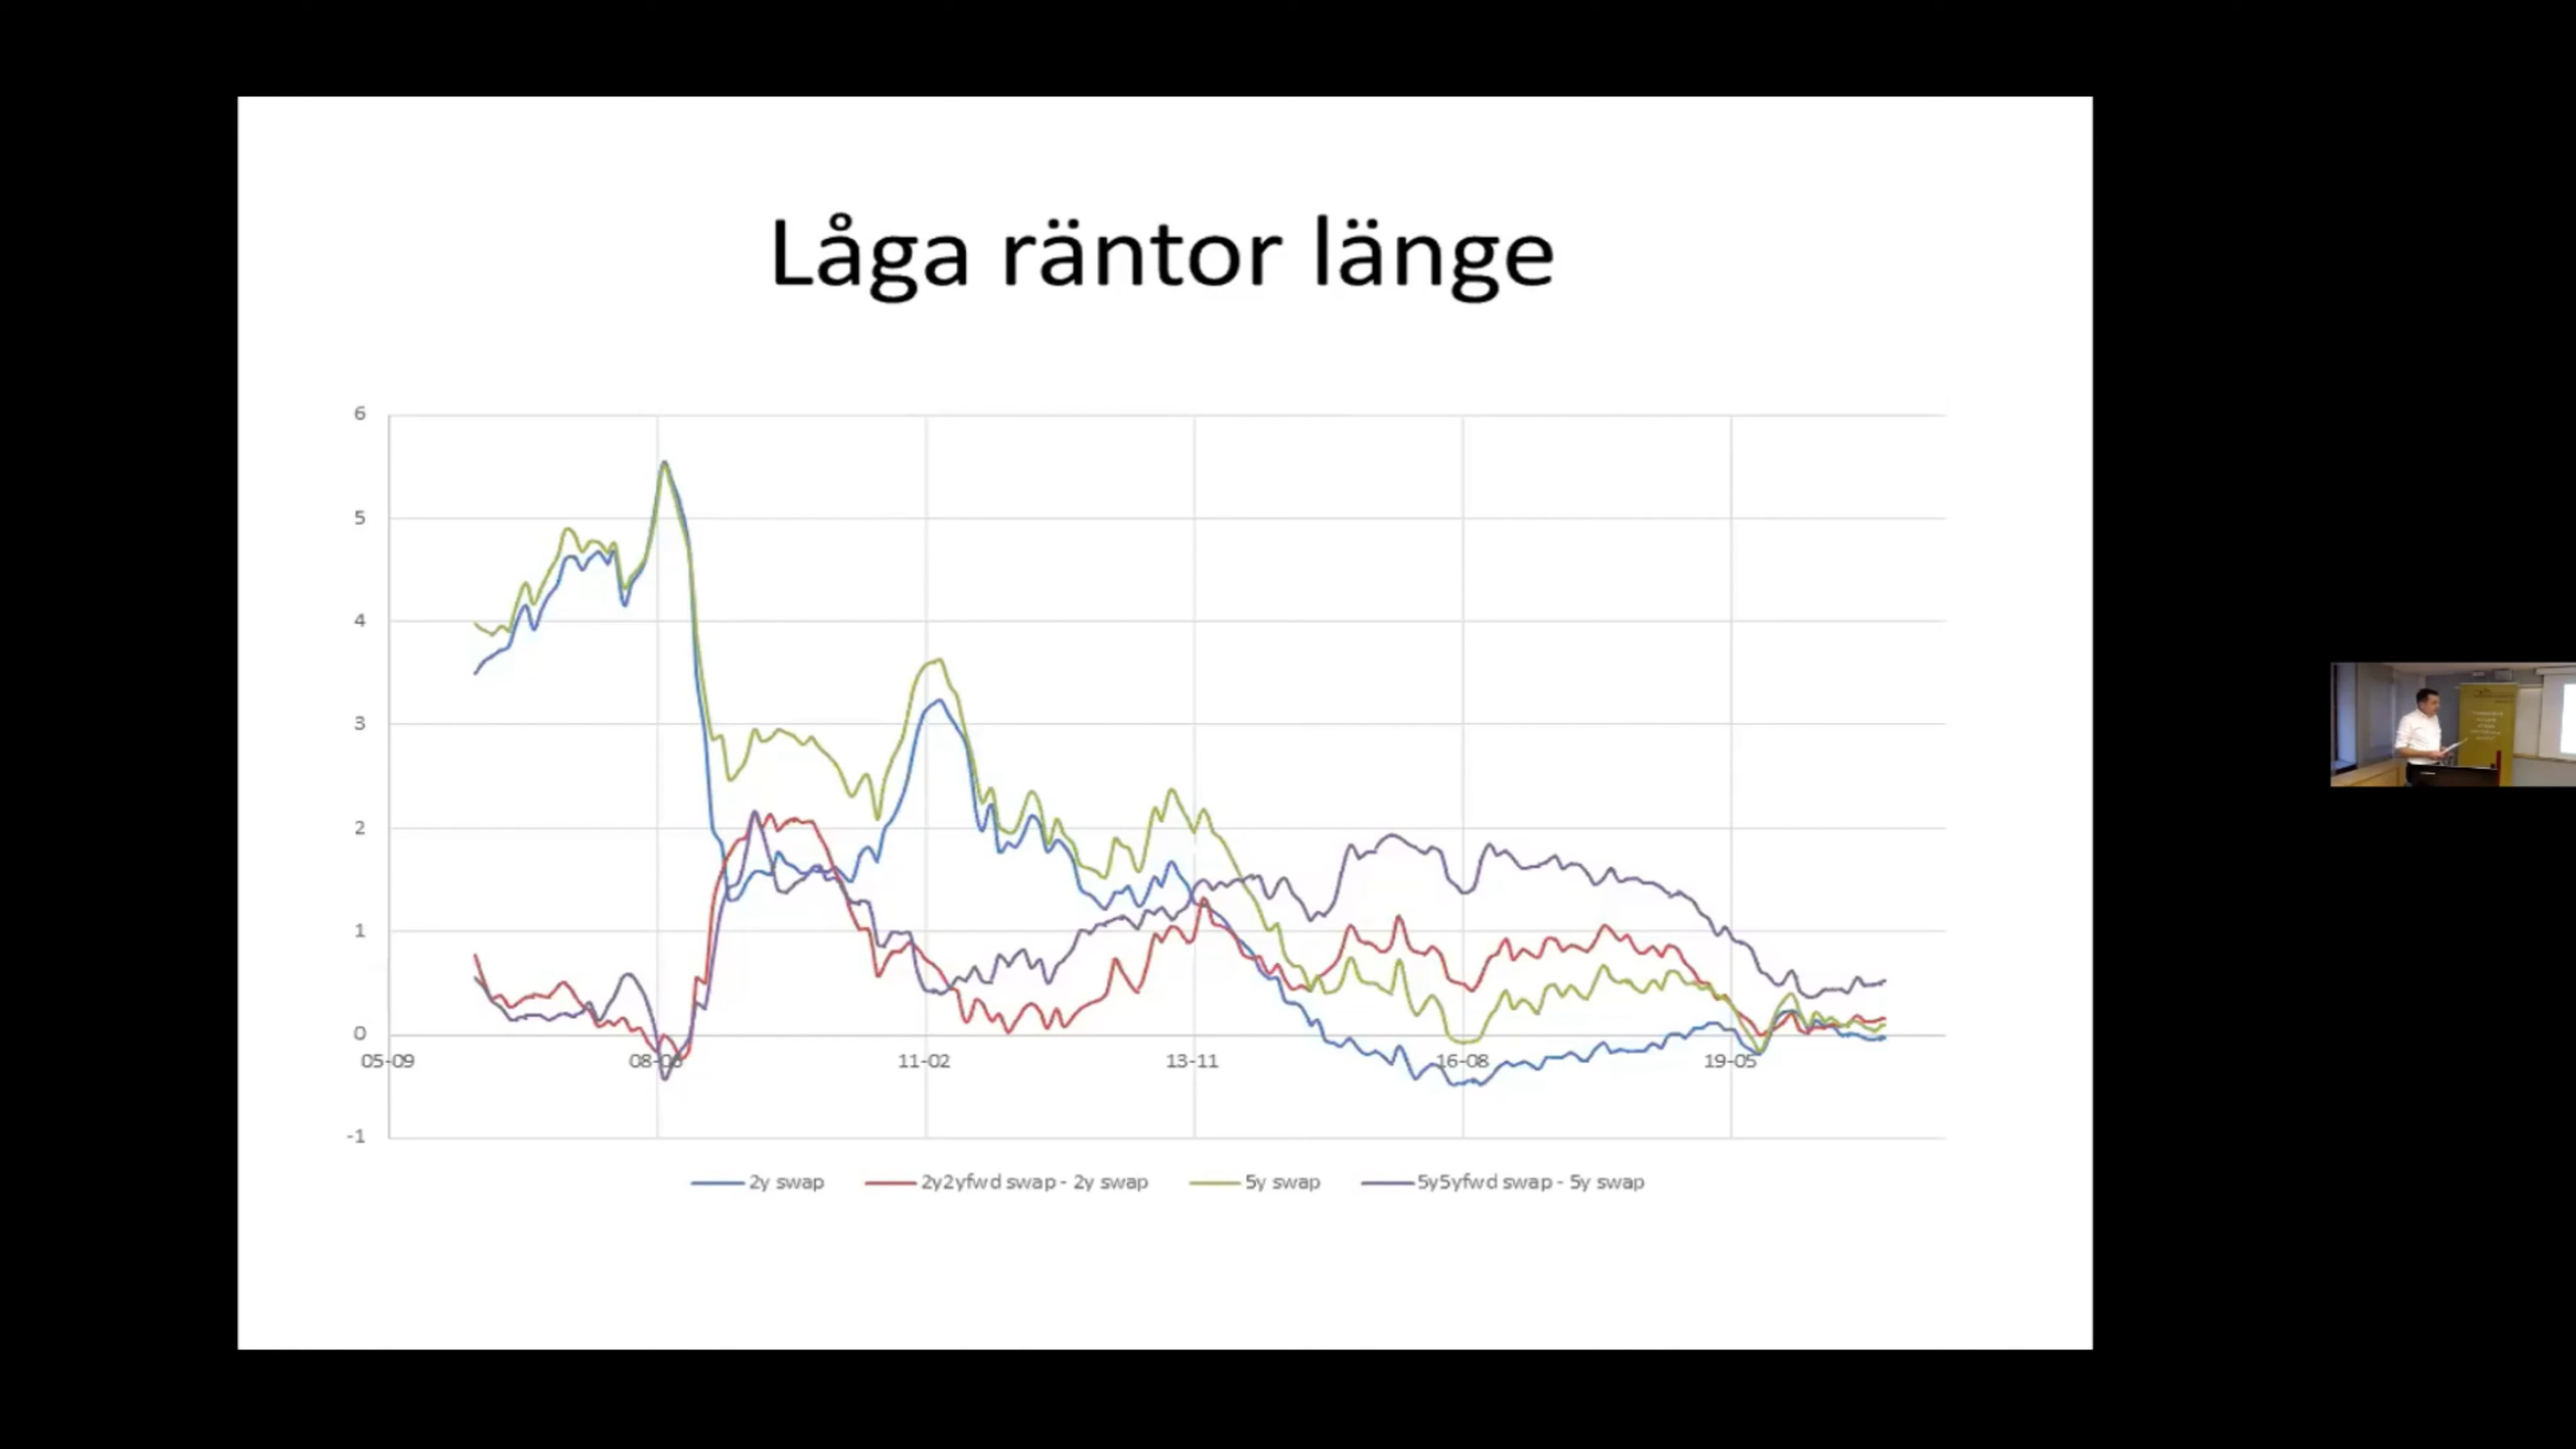 Låga räntor länge
6
5
4
3
2
1
0
-1
05-09 11-02 13-11 16-08 19-05
2y swap 2y2yfwd swap - 2y swap 5y swap 5y5yfwd swap - 5y swap